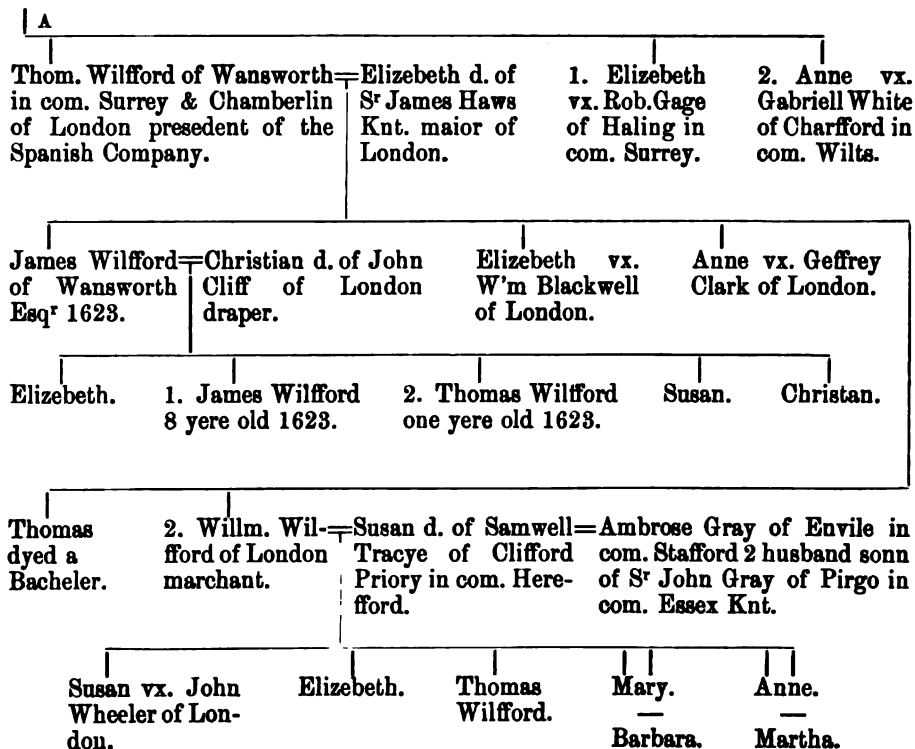 A
Thom. Wilfford of Wansworth
in com. Surrey & Chamberlin
of London presedent of the
Spanish Company.
Elizebeth d. of
Sʳ James Haws
Knt. maior of
London.
1. Elizebeth
vx. Rob. Gage
of Haling in
com. Surrey.
2. Anne vx.
Gabriell White
of Charfford in
com. Wilts.
James Wilfford
of Wansworth
Esqʳ 1623.
Christian d. of John
Cliff of London
draper.
Elizebeth vx.
W'm Blackwell
of London.
Anne vx. Geffrey
Clark of London.
Elizebeth.
1. James Wilfford
8 yere old 1623.
2. Thomas Wilfford
one yere old 1623.
Susan.
Christan.
Thomas
dyed a
Bacheler.
2. Willm. Wil-
fford of London
marchant.
Susan d. of Samwell
Tracye of Clifford
Priory in com. Here-
fford.
Ambrose Gray of Envile in
com. Stafford 2 husband sonn
of Sʳ John Gray of Pirgo in
com. Essex Knt.
Susan vx. John
Wheeler of Lon-
don.
Elizebeth.
Thomas
Wilfford.
Mary.
Barbara.
Anne.
Martha.